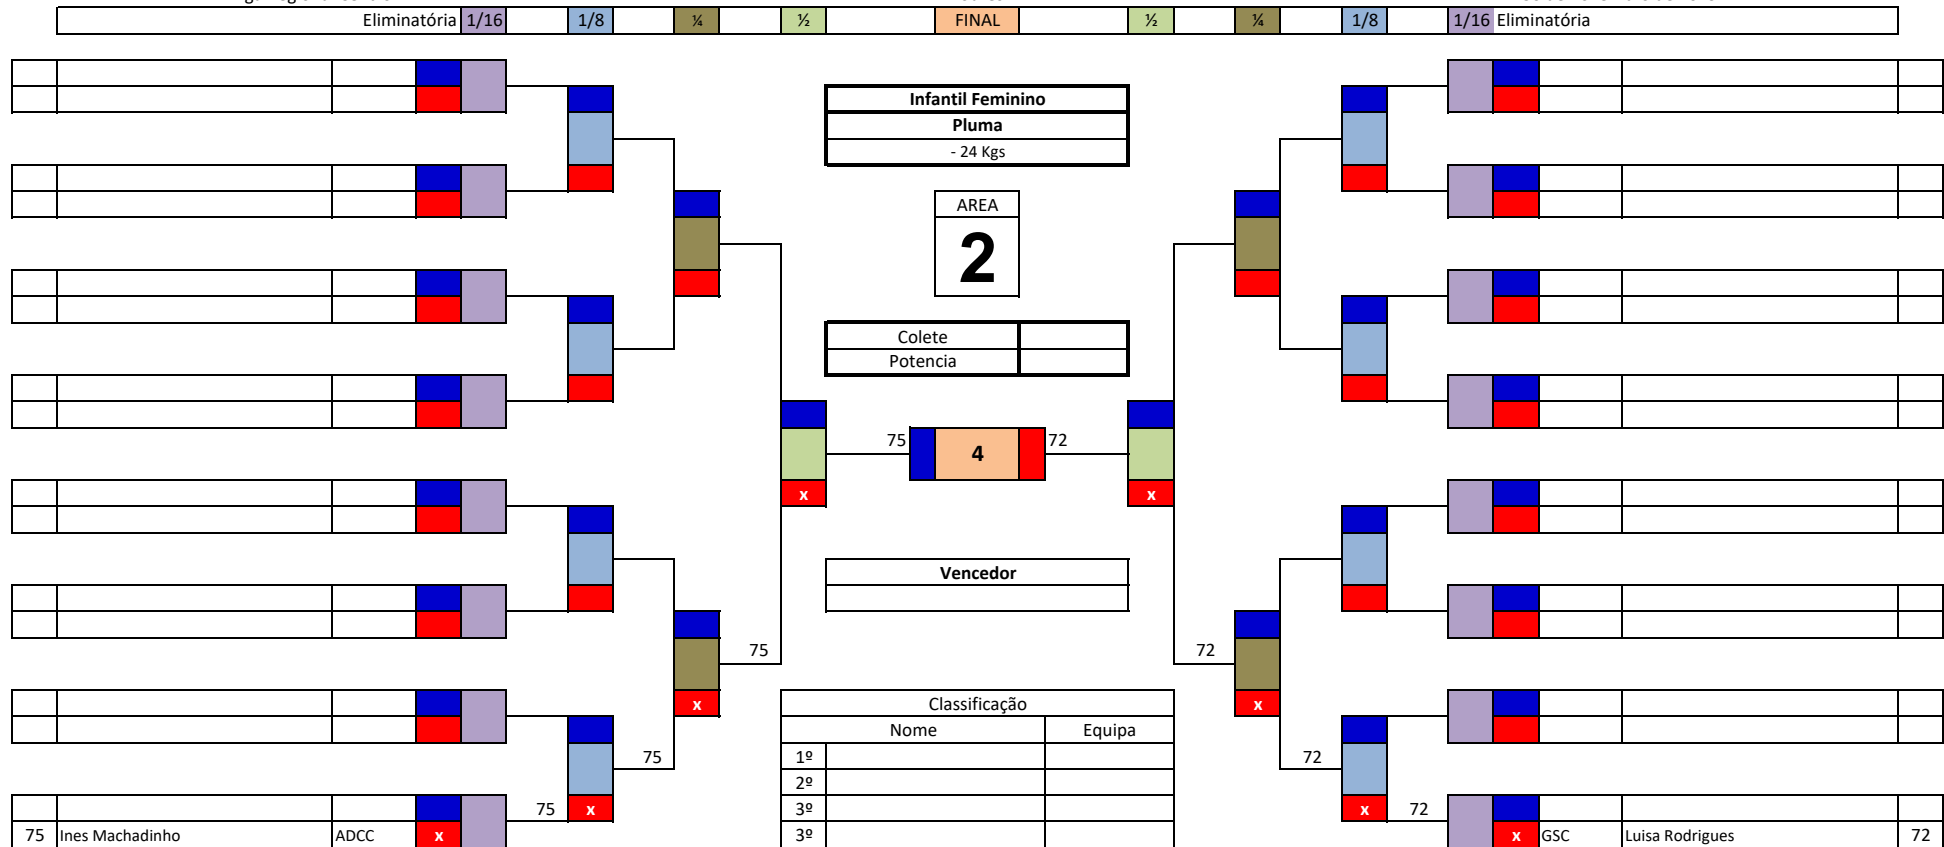 Eliminatória 1/16 1/8 ¼ ½ FINAL ½ ¼ 1/8 1/16 Eliminatória
Infantil Feminino
Pluma
- 24 Kgs
AREA
2
Colete
Potencia
75 4 72
x x
Vencedor
75 72
x x
Classificação
Nome Equipa
75 1º 72
2º
75 x 3º x 72
75 Ines Machadinho ADCC x 3º x GSC Luisa Rodrigues 72